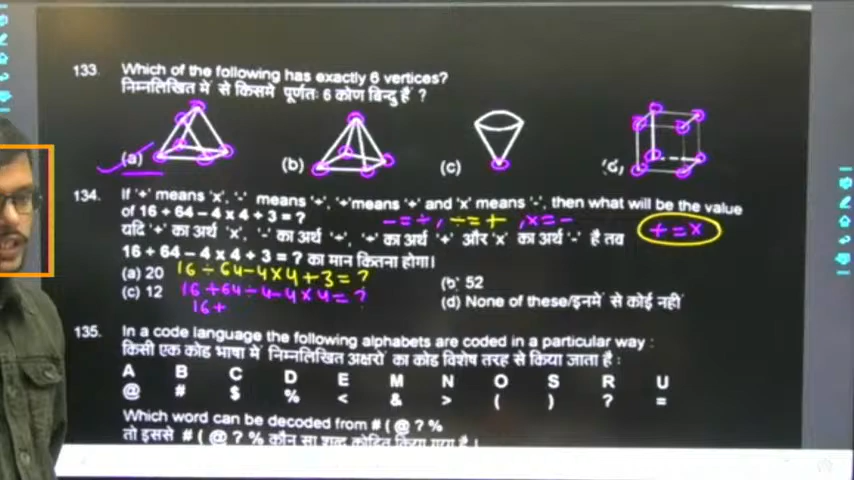 133. Which of the following has exactly 6 vertices?
निम्नलिखित में से किसमें पूर्णतः 6 कोण बिन्दु हैं ?
(a) (b) (c)
134. If '+' means 'x', '-' means '÷', '÷' means '+' and 'x' means '-', then what will be the value
of 16 ÷ 64 – 4 x 4 + 3 = ?
- = ÷, ÷ = +, x = -
+ = x
यदि '+' का अर्थ 'x', '-' का अर्थ '÷', '÷' का अर्थ '+' और 'x' का अर्थ '-' है तब
16 ÷ 64 – 4 x 4 + 3 = ? का मान कितना होगा।
(a) 20 16 ÷ 64 - 4 x 4 + 3 = ? (b) 52
(c) 12 16 + 64 ÷ 4 - 4 x 4 = ? (d) None of these/इनमें से कोई नहीं
16 +
135. In a code language the following alphabets are coded in a particular way :
किसी एक कोड भाषा में निम्नलिखित अक्षरों का कोड विशेष तरह से किया जाता है :
A B C D E M N O S R U
@ # $ % < & > ( ) ? =
Which word can be decoded from # ( @ ? %
तो इससे # ( @ ? % कौन सा शब्द कोडित किया गया है।